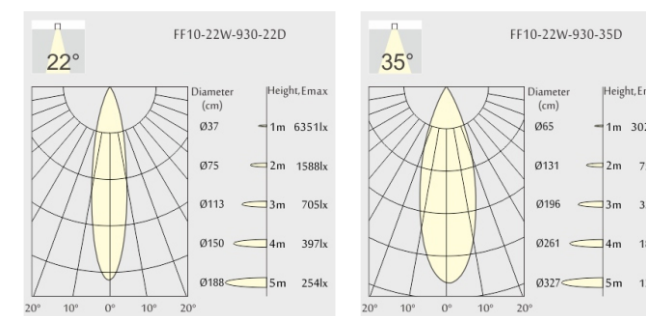 FF10-22W-930-22D
22°
Diameter Height,Emax
(cm)
Ø37 1m 6351lx
Ø75 2m 1588lx
Ø113 3m 705lx
Ø150 4m 397lx
Ø188 5m 254lx
20° 10° 0° 10° 20°
FF10-22W-930-35D
35°
Diameter
(cm)
Ø65 1m
Ø131 2m
Ø196 3m
Ø261 4m
Ø327 5m
20° 10° 0° 10° 20°